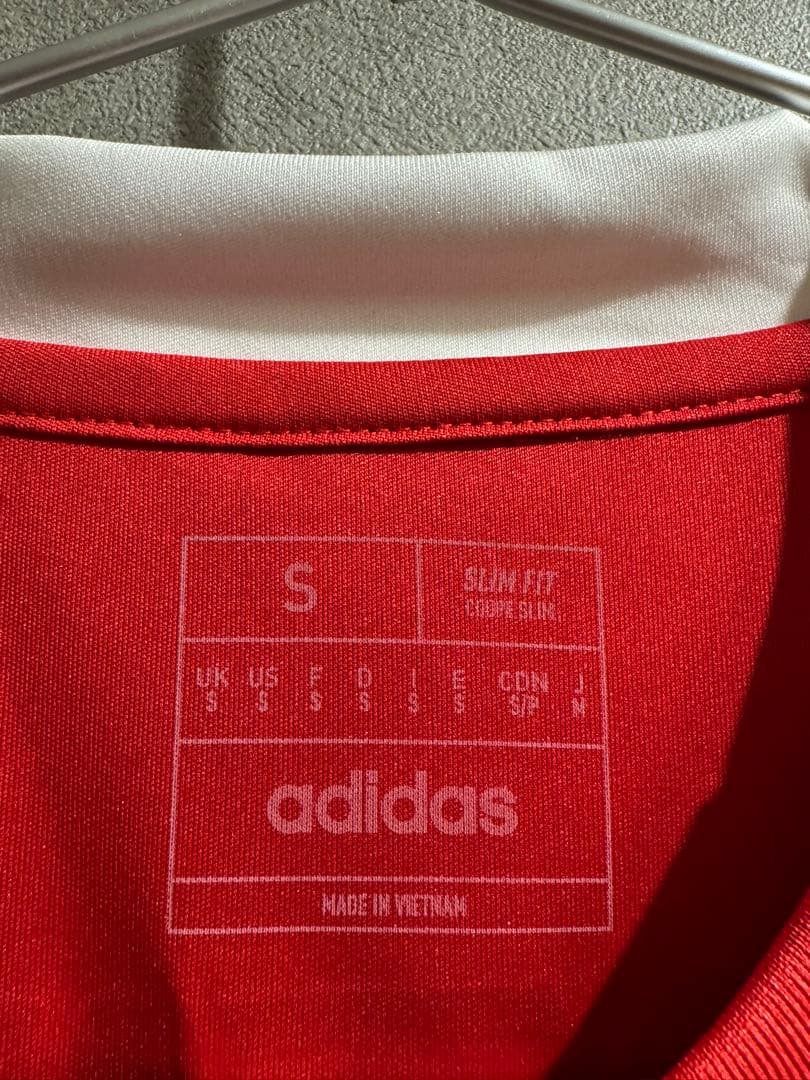 S
SLIM FIT
COUPE SLIM
UK US F D I E CDN J
S S S S S S S/P M
adidas
MADE IN VIETNAM